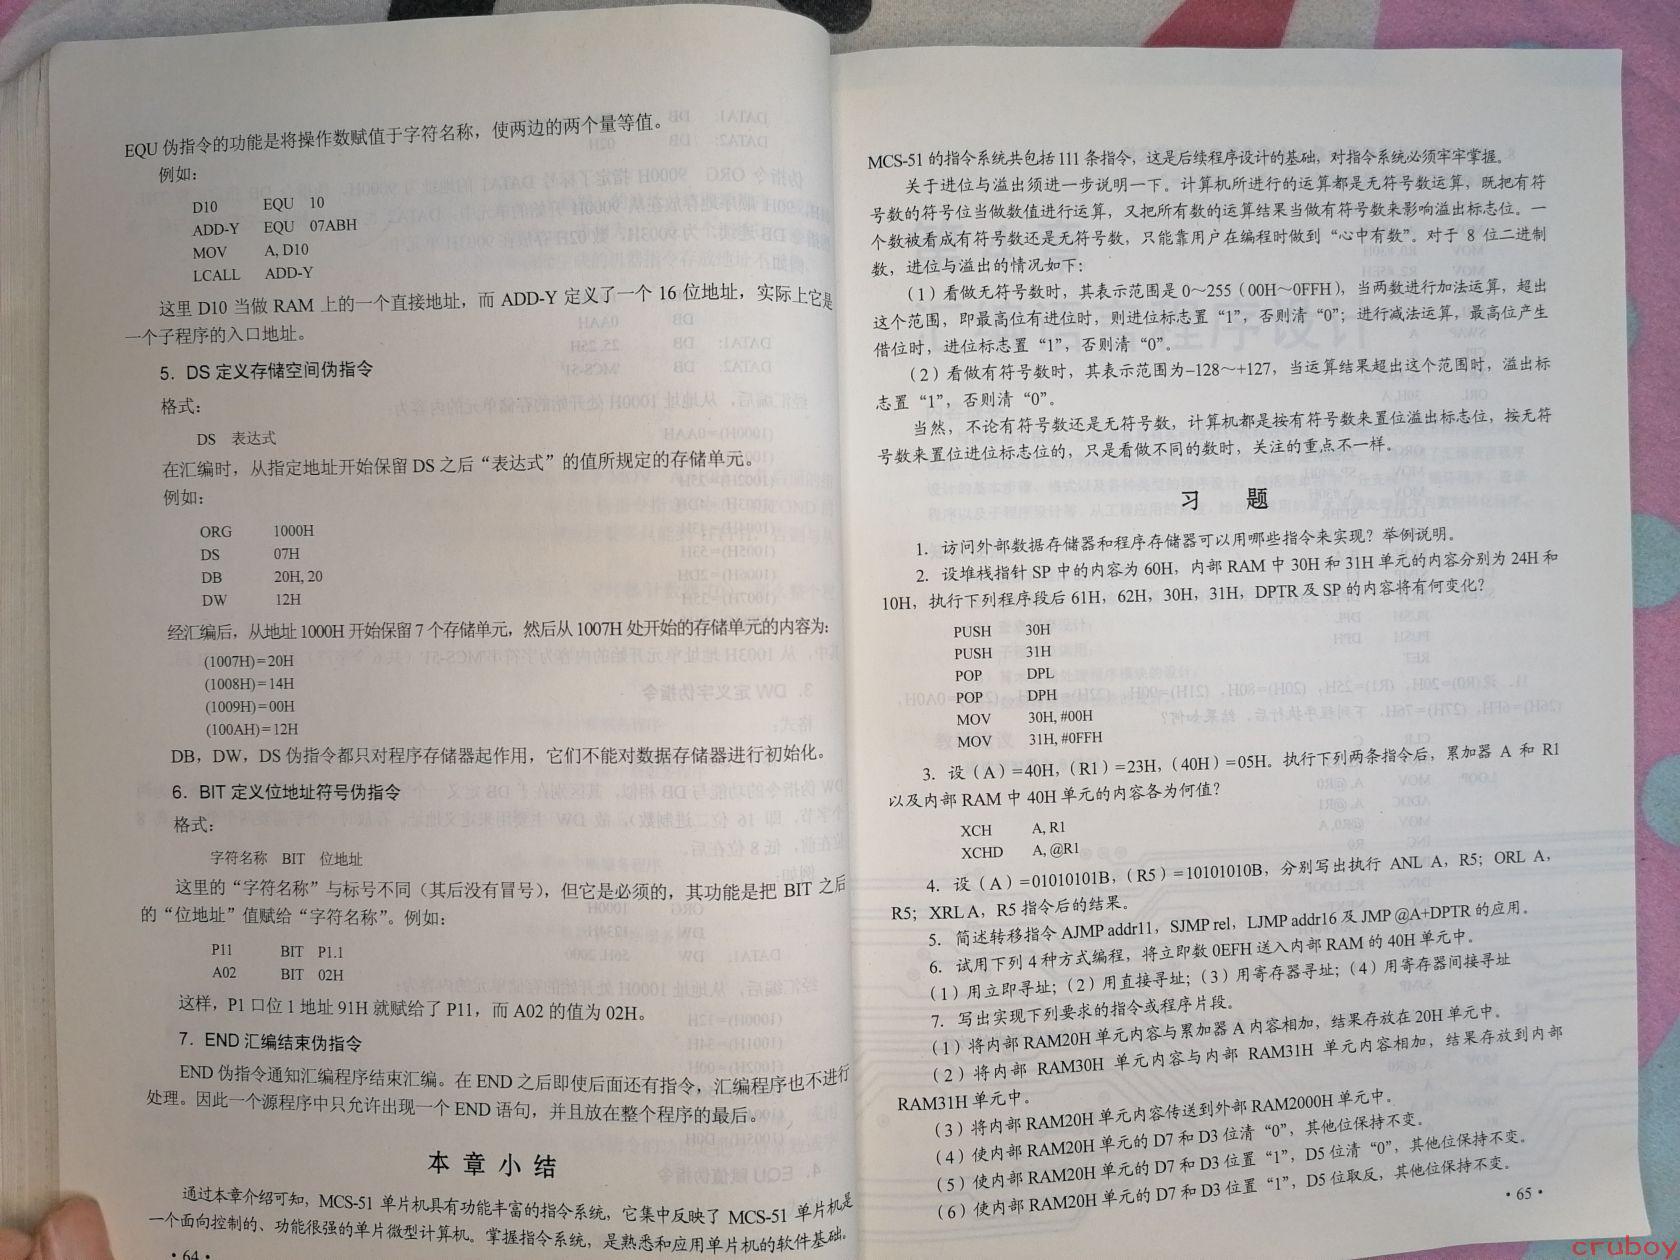 EQU 伪指令的功能是将操作数赋值于字符名称，使两边的两个量等值。
例如：
D10 EQU 10
ADD-Y EQU 07ABH
MOV A, D10
LCALL ADD-Y
这里 D10 当做 RAM 上的一个直接地址，而 ADD-Y 定义了一个 16 位地址，实际上它是
一个子程序的入口地址。
5．DS 定义存储空间伪指令
格式：
DS 表达式
在汇编时，从指定地址开始保留 DS 之后“表达式”的值所规定的存储单元。
例如：
ORG 1000H
DS 07H
DB 20H, 20
DW 12H
经汇编后，从地址 1000H 开始保留 7 个存储单元，然后从 1007H 处开始的存储单元的内容为：
(1007H)=20H
(1008H)=14H
(1009H)=00H
(100AH)=12H
DB，DW，DS 伪指令都只对程序存储器起作用，它们不能对数据存储器进行初始化。
6．BIT 定义位地址符号伪指令
格式：
字符名称 BIT 位地址
这里的“字符名称”与标号不同（其后没有冒号），但它是必须的，其功能是把 BIT 之后
的“位地址”值赋给“字符名称”。例如：
P11 BIT P1.1
A02 BIT 02H
这样，P1 口位 1 地址 91H 就赋给了 P11，而 A02 的值为 02H。
7．END 汇编结束伪指令
END 伪指令通知汇编程序结束汇编。在 END 之后即使后面还有指令，汇编程序也不进行
处理。因此一个源程序中只允许出现一个 END 语句，并且放在整个程序的最后。
本章小结
通过本章介绍可知，MCS-51 单片机具有功能丰富的指令系统，它集中反映了 MCS-51 单片机是
一个面向控制的、功能很强的单片微型计算机。掌握指令系统，是熟悉和应用单片机的软件基础。
·64·
MCS-51 的指令系统共包括 111 条指令，这是后续程序设计的基础，对指令系统必须牢牢掌握。
关于进位与溢出须进一步说明一下。计算机所进行的运算都是无符号数运算，既把有符
号数的符号位当做数值进行运算，又把所有数的运算结果当做有符号数来影响溢出标志位。一
个数被看成有符号数还是无符号数，只能靠用户在编程时做到“心中有数”。对于 8 位二进制
数，进位与溢出的情况如下：
（1）看做无符号数时，其表示范围是 0～255（00H～0FFH），当两数进行加法运算，超出
这个范围，即最高位有进位时，则进位标志置“1”，否则清“0”；进行减法运算，最高位产生
借位时，进位标志置“1”，否则清“0”。
（2）看做有符号数时，其表示范围为–128～+127，当运算结果超出这个范围时，溢出标
志置“1”，否则清“0”。
当然，不论有符号数还是无符号数，计算机都是按有符号数来置位溢出标志位，按无符
号数来置位进位标志位的，只是看做不同的数时，关注的重点不一样。
习 题
1．访问外部数据存储器和程序存储器可以用哪些指令来实现？举例说明。
2．设堆栈指针 SP 中的内容为 60H，内部 RAM 中 30H 和 31H 单元的内容分别为 24H 和
10H，执行下列程序段后 61H，62H，30H，31H，DPTR 及 SP 的内容将有何变化？
PUSH 30H
PUSH 31H
POP DPL
POP DPH
MOV 30H, #00H
MOV 31H, #0FFH
3．设（A）=40H，（R1）=23H，（40H）=05H。执行下列两条指令后，累加器 A 和 R1
以及内部 RAM 中 40H 单元的内容各为何值？
XCH A, R1
XCHD A, @R1
4．设（A）=01010101B，（R5）=10101010B，分别写出执行 ANL A，R5；ORL A，
R5；XRL A，R5 指令后的结果。
5．简述转移指令 AJMP addr11，SJMP rel，LJMP addr16 及 JMP @A+DPTR 的应用。
6．试用下列 4 种方式编程，将立即数 0EFH 送入内部 RAM 的 40H 单元中。
（1）用立即寻址；（2）用直接寻址；（3）用寄存器寻址；（4）用寄存器间接寻址
7．写出实现下列要求的指令或程序片段。
（1）将内部 RAM20H 单元内容与累加器 A 内容相加，结果存放在 20H 单元中。
（2）将内部 RAM30H 单元内容与内部 RAM31H 单元内容相加，结果存放到内部
RAM31H 单元中。
（3）将内部 RAM20H 单元内容传送到外部 RAM2000H 单元中。
（4）使内部 RAM20H 单元的 D7 和 D3 位清“0”，其他位保持不变。
（5）使内部 RAM20H 单元的 D7 和 D3 位置“1”，D5 位清“0”，其他位保持不变。
（6）使内部 RAM20H 单元的 D7 和 D3 位置“1”，D5 位取反，其他位保持不变。
·65·
cruboy